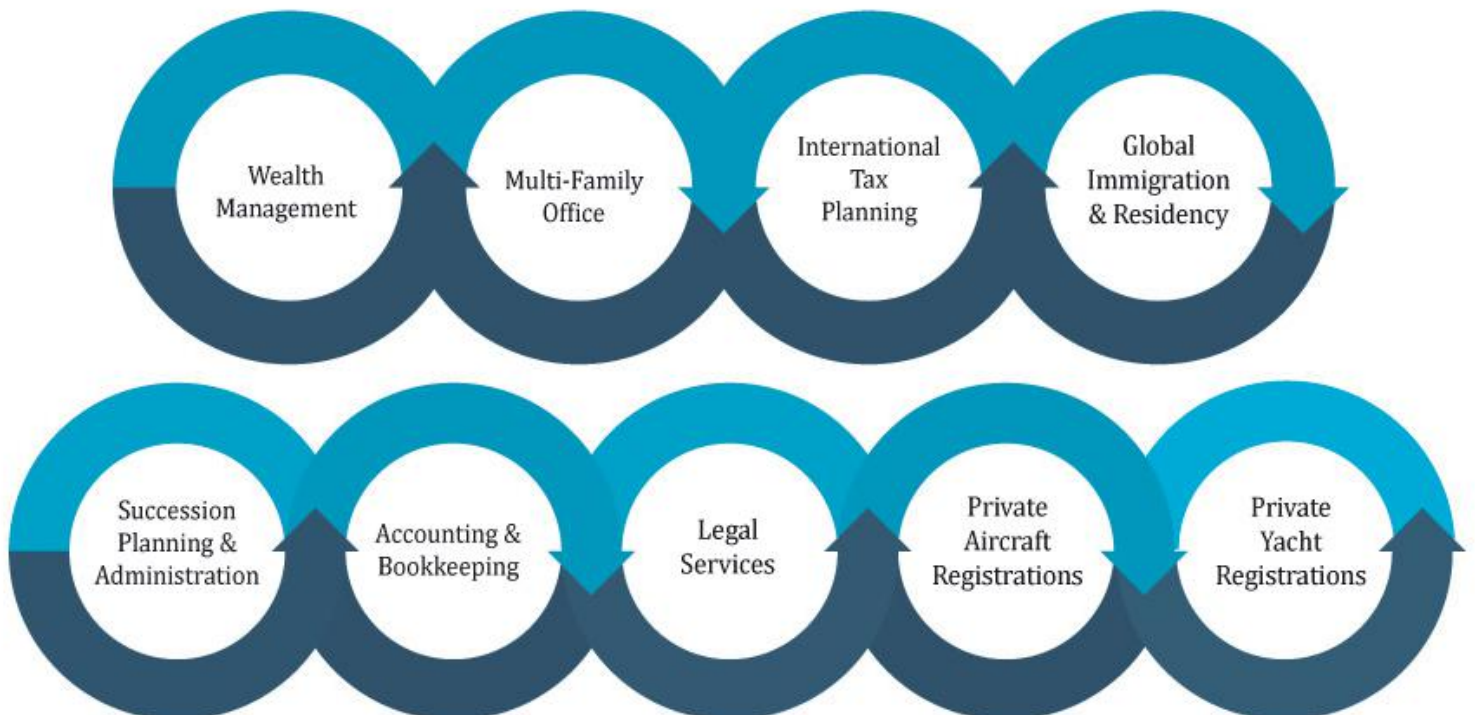 Wealth
Management
Multi-Family
Office
International
Tax
Planning
Global
Immigration
& Residency
Succession
Planning &
Administration
Accounting &
Bookkeeping
Legal
Services
Private
Aircraft
Registrations
Private
Yacht
Registrations